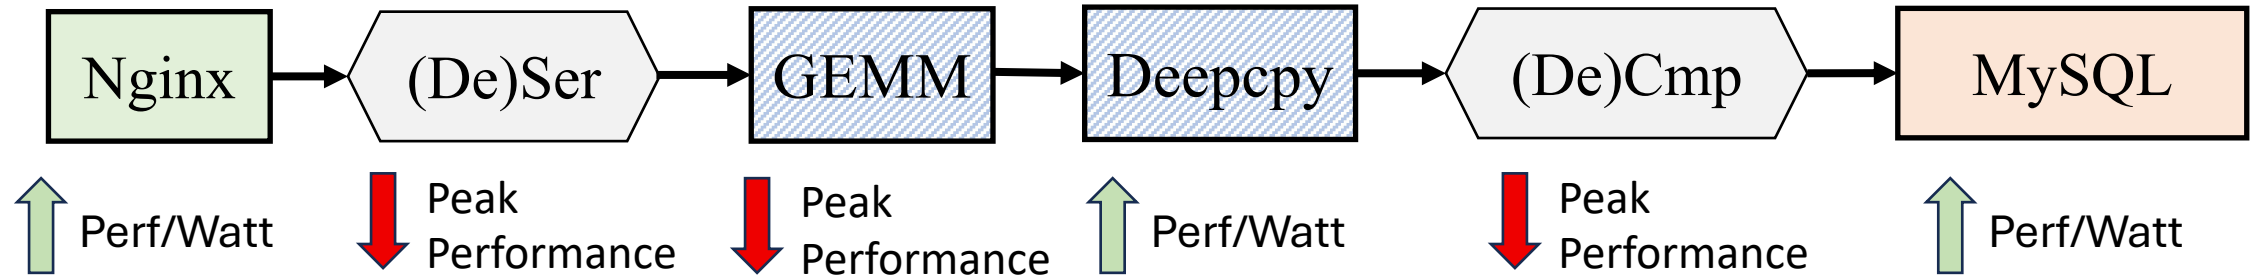 Nginx
(De)Ser
GEMM
Deepcpy
(De)Cmp
MySQL
Perf/Watt
Peak
Performance
Peak
Performance
Perf/Watt
Peak
Performance
Perf/Watt